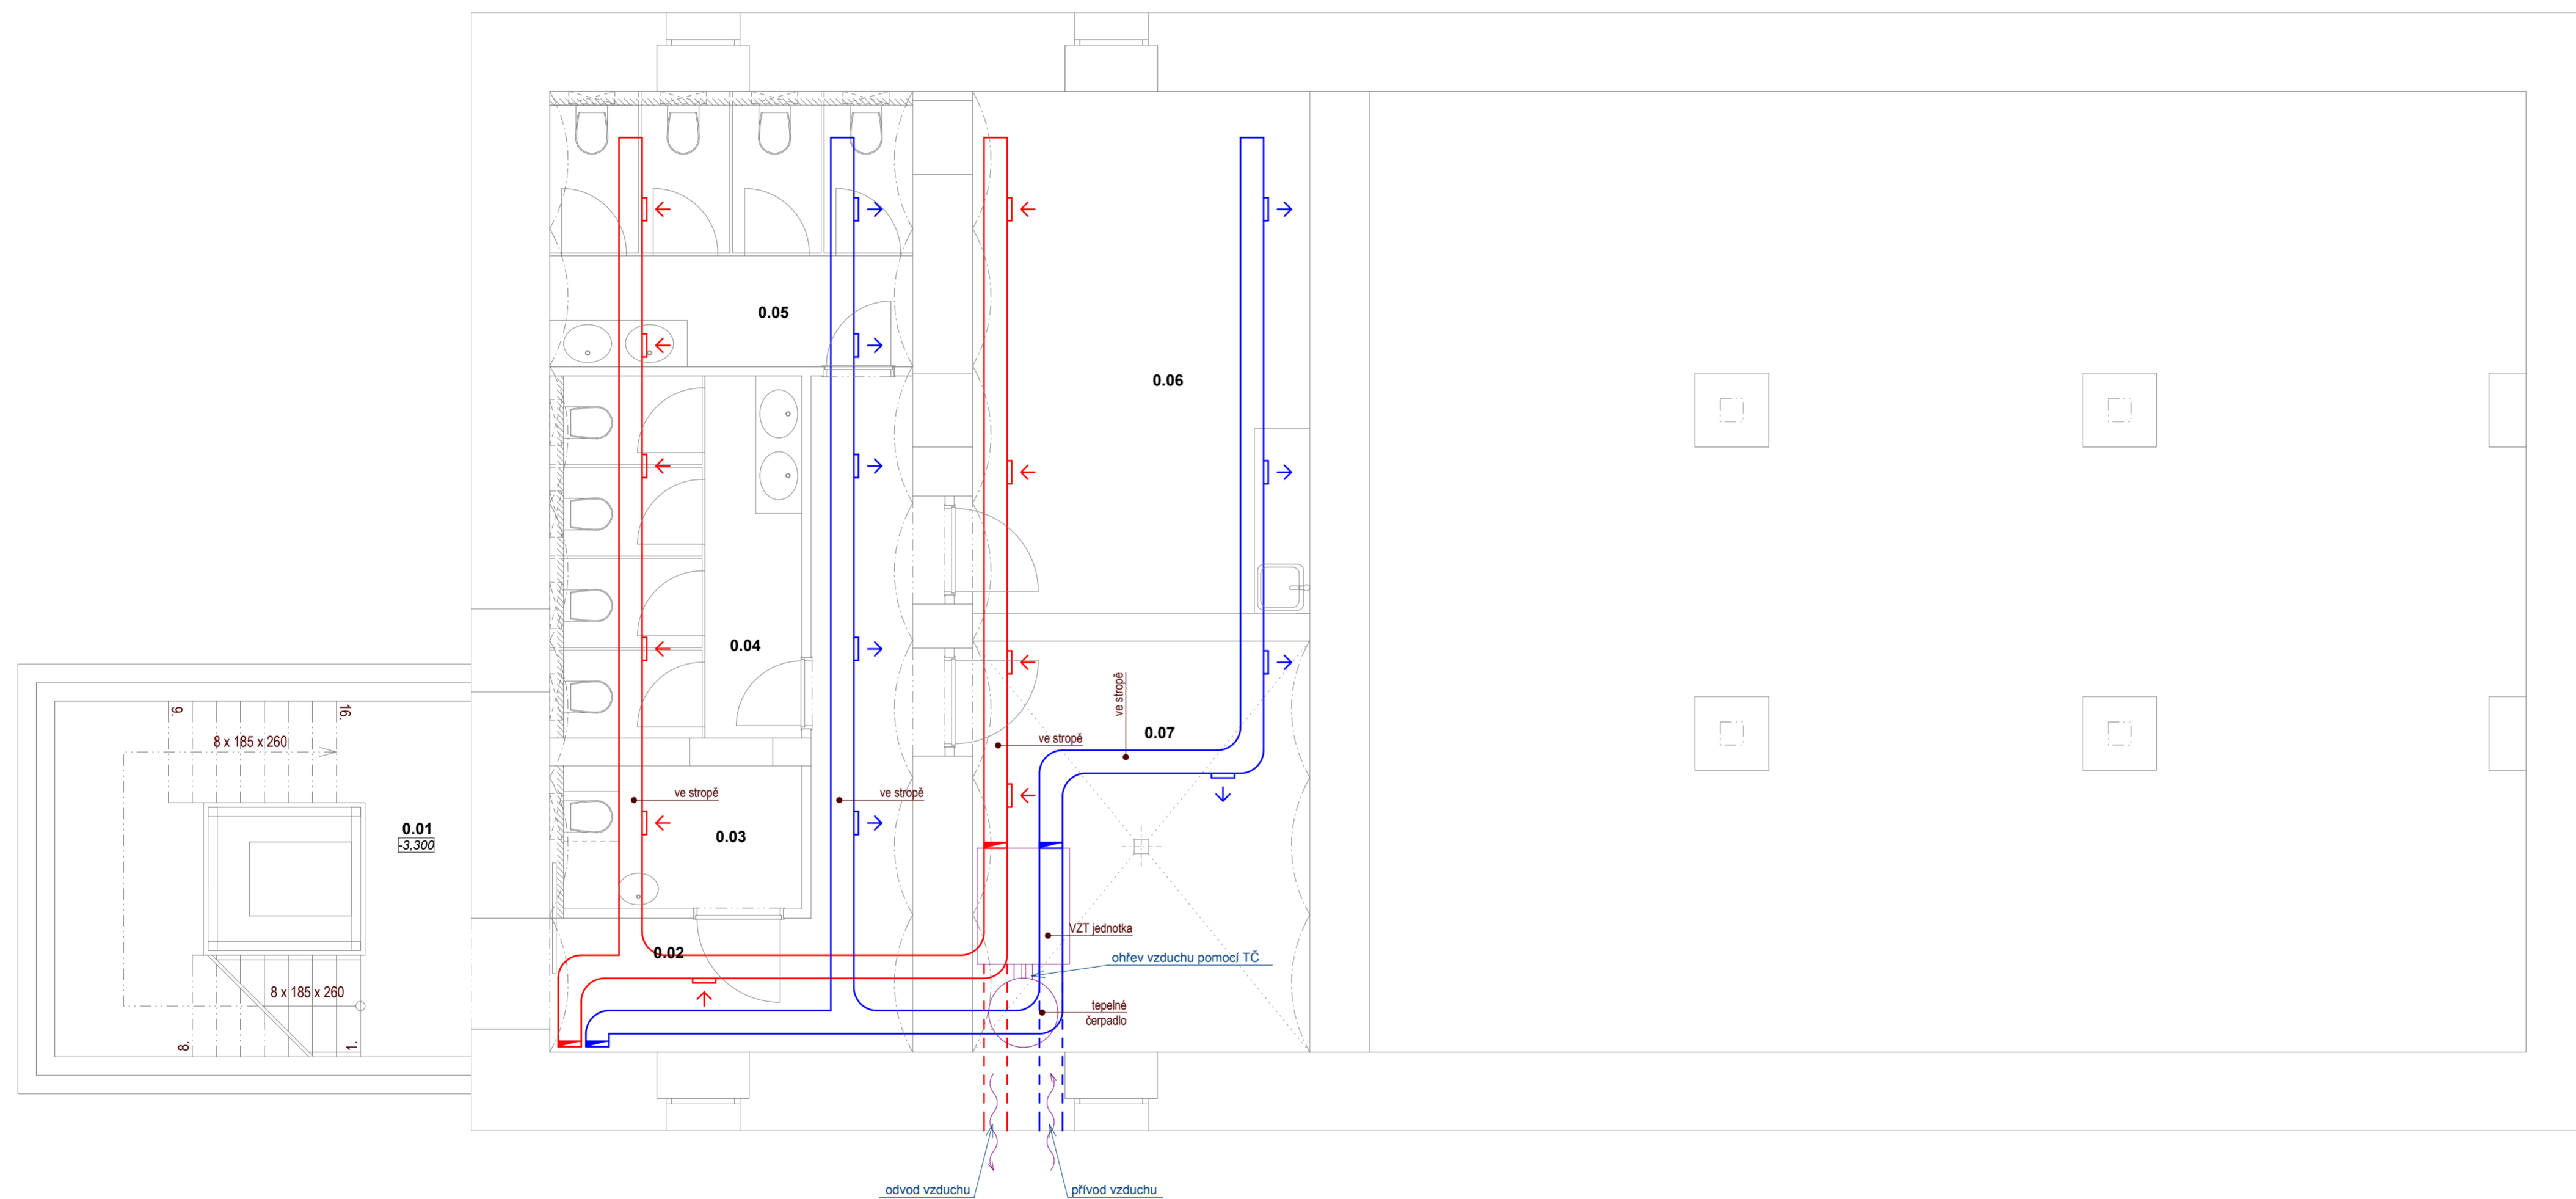 0.05
0.06
0.04
ve stropě
0.07
9.
16.
8 x 185 x 260
ve stropě
ve stropě
ve stropě
0.01
-3,300
0.03
VZT jednotka
0.02
ohřev vzduchu pomocí TČ
8 x 185 x 260
tepelné
čerpadlo
8.
1.
odvod vzduchu
přívod vzduchu